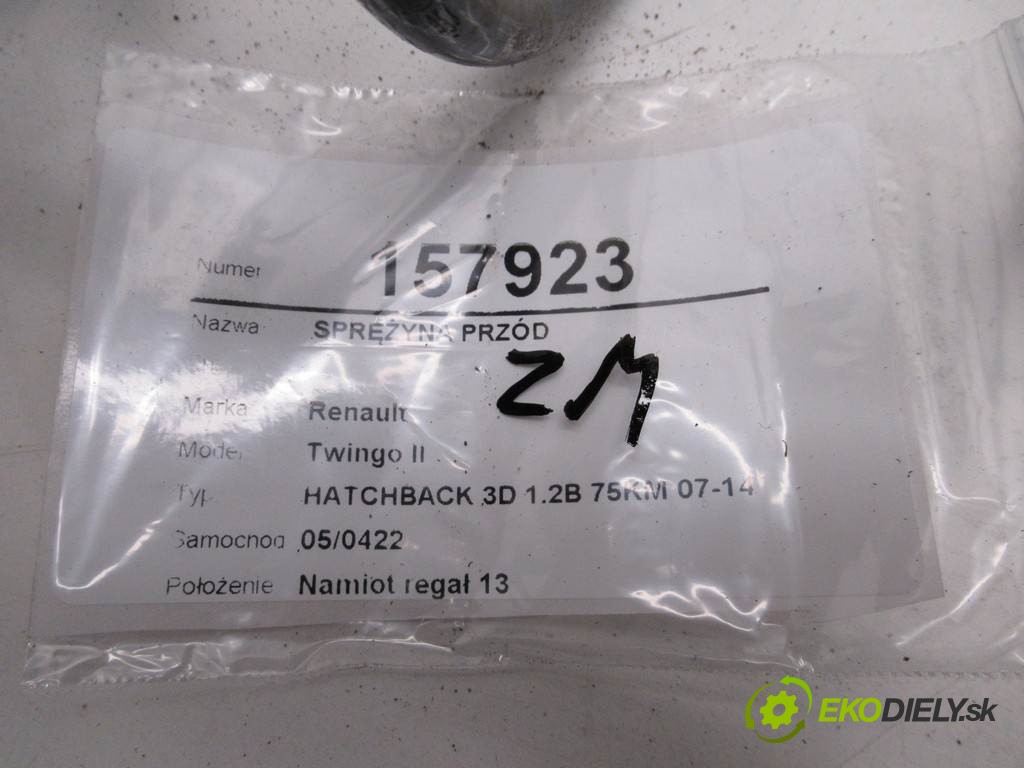 Numer 157923
Nazwa SPRĘŻYNA PRZÓD
ZM
Marka Renault
Model Twingo II
Typ HATCHBACK 3D 1.2B 75KM 07-14
Samochod 05/0422
Położenie Namiot regał 13
EKODIELY.sk